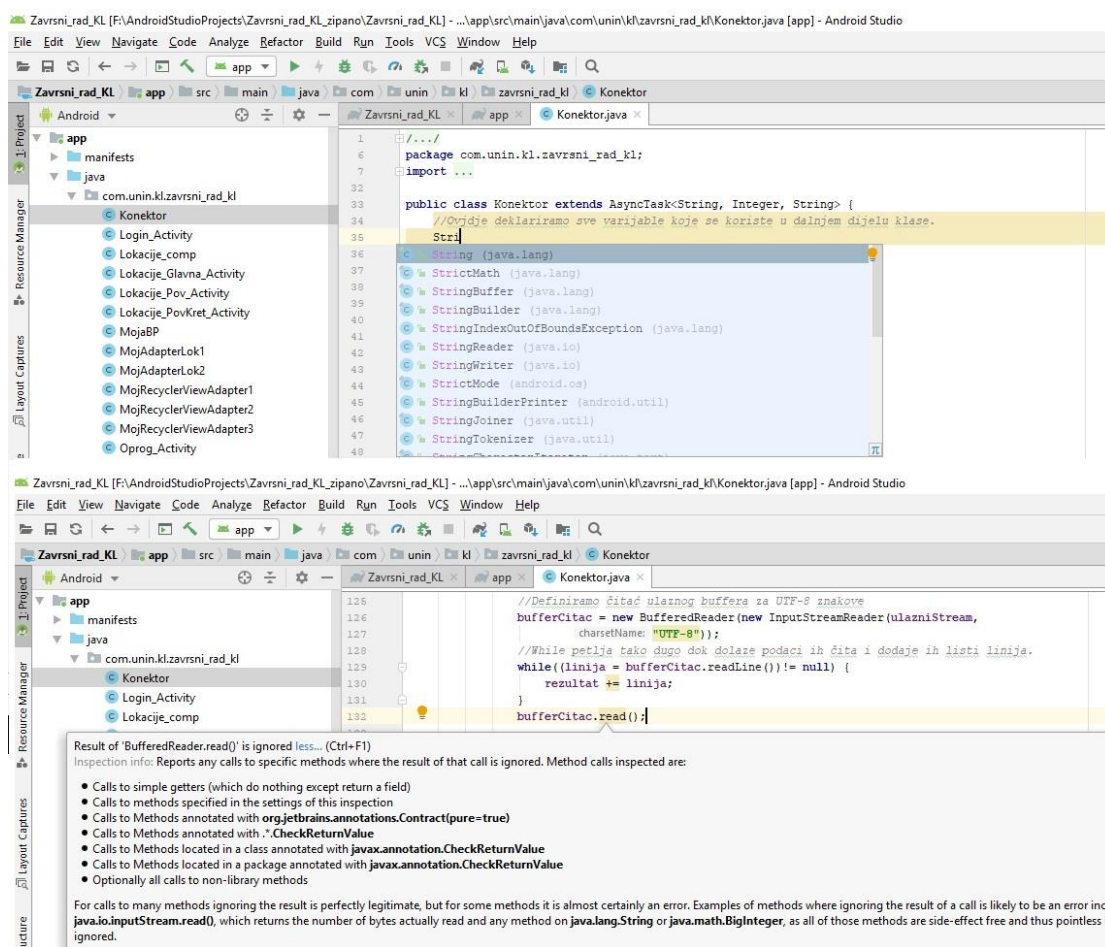 Zavrsni_rad_KL [F:\AndroidStudioProjects\Zavrsni_rad_KL_zipano\Zavrsni_rad_KL] - ...\app\src\main\java\com\unin\kl\zavrsni_rad_kl\Konektor.java [app] - Android Studio
File Edit View Navigate Code Analyze Refactor Build Run Tools VCS Window Help
app
Zavrsni_rad_KL app src main java com unin kl zavrsni_rad_kl Konektor
1: Project
Resource Manager
Layout Captures
Android
app
manifests
java
com.unin.kl.zavrsni_rad_kl
Konektor
Login_Activity
Lokacije_comp
Lokacije_Glavna_Activity
Lokacije_Pov_Activity
Lokacije_PovKret_Activity
MojaBP
MojAdapterLok1
MojAdapterLok2
MojRecyclerViewAdapter1
MojRecyclerViewAdapter2
MojRecyclerViewAdapter3
Oprog_Activity
Zavrsni_rad_KL app Konektor.java
1 /.../
6 package com.unin.kl.zavrsni_rad_kl;
7 import ...
32
33 public class Konektor extends AsyncTask<String, Integer, String> {
34 //Ovjdje deklariramo sve varijable koje se koriste u dalnjem dijelu klase.
35 Stri
36 String (java.lang)
37 StrictMath (java.lang)
38 StringBuffer (java.lang)
39 StringBuilder (java.lang)
40 StringIndexOutOfBoundsException (java.lang)
41 StringReader (java.io)
42 StringWriter (java.io)
43
44 StrictMode (android.os)
45 StringBuilderPrinter (android.util)
46 StringJoiner (java.util)
47 StringTokenizer (java.util)
48 StringCharacterIterator (java.text)
π
Zavrsni_rad_KL [F:\AndroidStudioProjects\Zavrsni_rad_KL_zipano\Zavrsni_rad_KL] - ...\app\src\main\java\com\unin\kl\zavrsni_rad_kl\Konektor.java [app] - Android Studio
File Edit View Navigate Code Analyze Refactor Build Run Tools VCS Window Help
app
Zavrsni_rad_KL app src main java com unin kl zavrsni_rad_kl Konektor
1: Project
Resource Manager
Layout Captures
Android
app
manifests
java
com.unin.kl.zavrsni_rad_kl
Konektor
Login_Activity
Lokacije_comp
Zavrsni_rad_KL app Konektor.java
125 //Definiramo čitač ulaznog buffera za UTF-8 znakove
126 bufferCitac = new BufferedReader(new InputStreamReader(ulazniStream,
127 charsetName: "UTF-8"));
128 //While petlja tako dugo dok dolaze podaci ih čita i dodaje ih listi linija.
129 while((linija = bufferCitac.readLine())!= null) {
130 rezultat += linija;
131 }
132 bufferCitac.read();
Result of 'BufferedReader.read()' is ignored less... (Ctrl+F1)
Inspection info: Reports any calls to specific methods where the result of that call is ignored. Method calls inspected are:
● Calls to simple getters (which do nothing except return a field)
● Calls to methods specified in the settings of this inspection
● Calls to Methods annotated with org.jetbrains.annotations.Contract(pure=true)
● Calls to Methods annotated with .*.CheckReturnValue
● Calls to Methods located in a class annotated with javax.annotation.CheckReturnValue
● Calls to Methods located in a package annotated with javax.annotation.CheckReturnValue
● Optionally all calls to non-library methods
For calls to many methods ignoring the result is perfectly legitimate, but for some methods it is almost certainly an error. Examples of methods where ignoring the result of a call is likely to be an error inc
java.io.inputStream.read(), which returns the number of bytes actually read and any method on java.lang.String or java.math.BigInteger, as all of those methods are side-effect free and thus pointless
ignored.